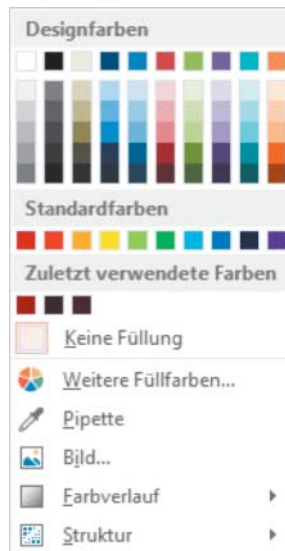 Designfarben
Standardfarben
Zuletzt verwendete Farben
Keine Füllung
Weitere Füllfarben...
Pipette
Bild...
Farbverlauf
Struktur